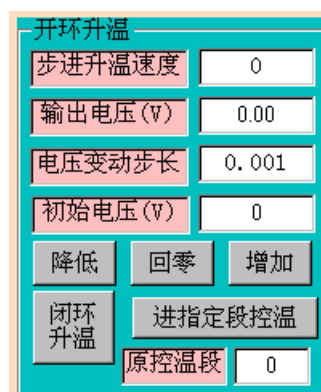 开环升温
步进升温速度 0
输出电压(V) 0.00
电压变动步长 0.001
初始电压(V) 0
降低 回零 增加
闭环
升温
进指定段控温
原控温段 0